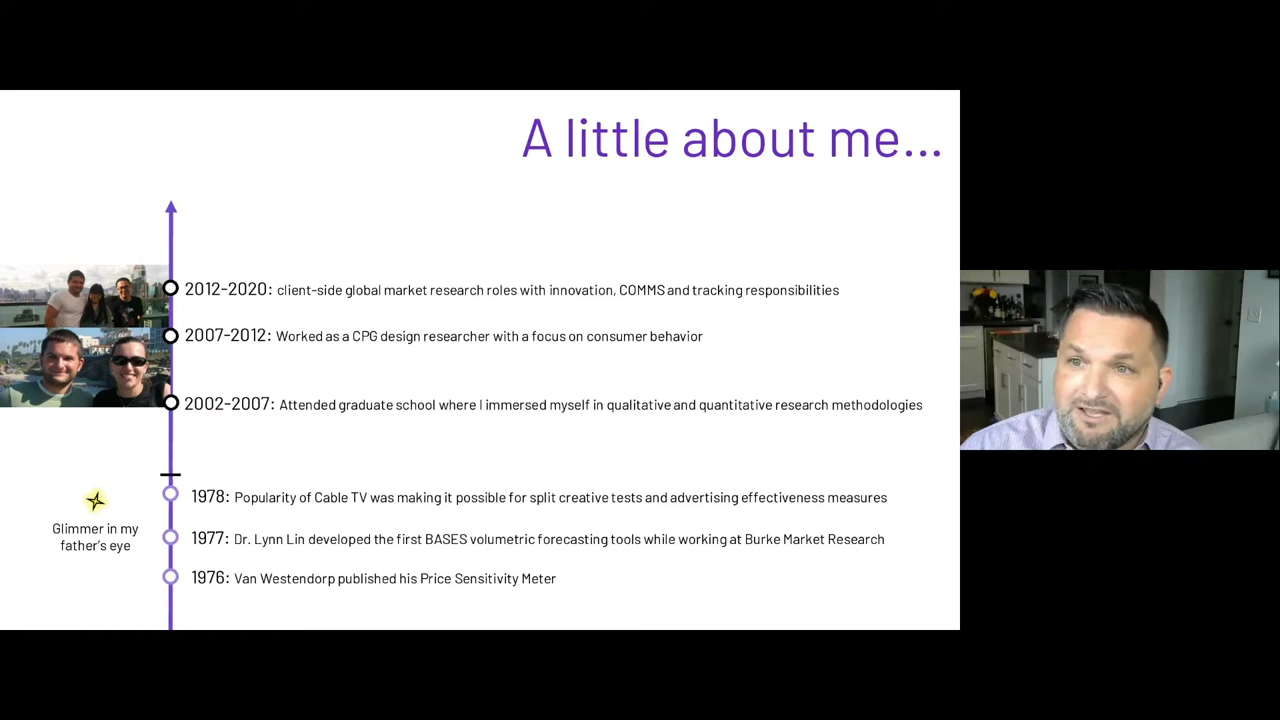 A little about me...
2012-2020: client-side global market research roles with innovation, COMMS and tracking responsibilities
2007-2012: Worked as a CPG design researcher with a focus on consumer behavior
2002-2007: Attended graduate school where I immersed myself in qualitative and quantitative research methodologies
1978: Popularity of Cable TV was making it possible for split creative tests and advertising effectiveness measures
Glimmer in my
father's eye
1977: Dr. Lynn Lin developed the first BASES volumetric forecasting tools while working at Burke Market Research
1976: Van Westendorp published his Price Sensitivity Meter